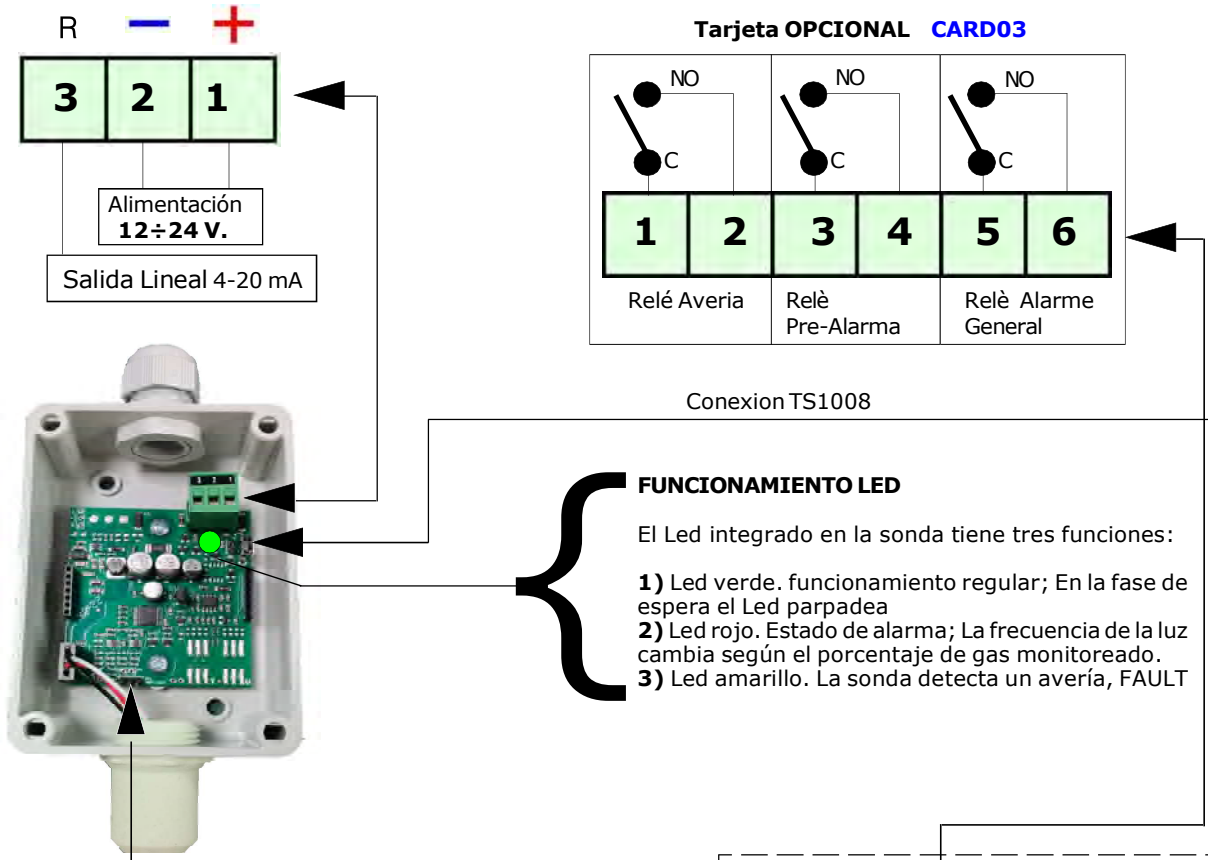 R − +
3 2 1
Alimentación
12÷24 V.
Salida Lineal 4-20 mA
Tarjeta OPCIONAL CARD03
NO NO NO
C C C
1 2 3 4 5 6
Relé Averia
Relè
Pre-Alarma
Relè Alarme
General
Conexion TS1008
FUNCIONAMIENTO LED
El Led integrado en la sonda tiene tres funciones:
1) Led verde. funcionamiento regular; En la fase de
espera el Led parpadea
2) Led rojo. Estado de alarma; La frecuencia de la luz
cambia según el porcentaje de gas monitoreado.
3) Led amarillo. La sonda detecta un avería, FAULT